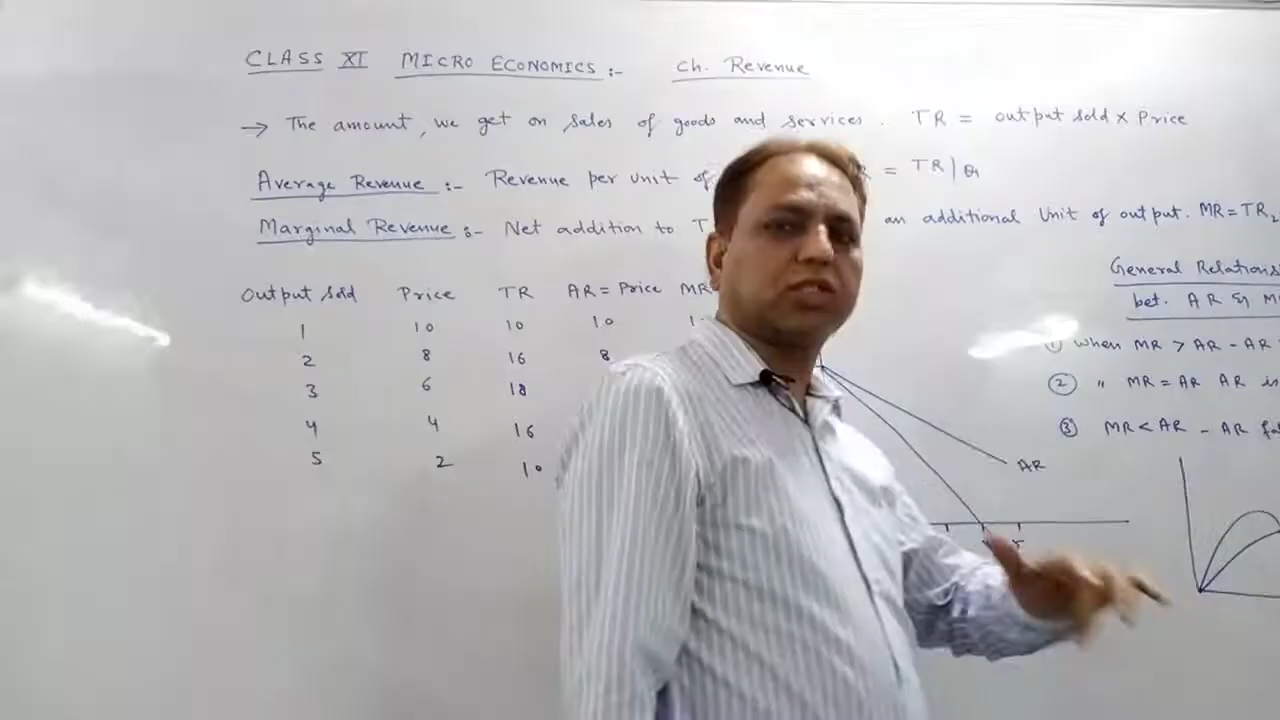 CLASS XI MICRO ECONOMICS :- ch. Revenue
→ The amount, we get on sales of goods and services. TR = output sold x Price
Average Revenue :- Revenue per unit of = TR/Q
Marginal Revenue :- Net addition to T an additional Unit of output. MR = TR
Output sold Price TR AR = Price MR
1 10 10 10
2 8 16 8
3 6 18
4 4 16
5 2 10
AR
General
bet. AR & M
① when MR > AR - AR
② " MR = AR AR
③ MR < AR - AR